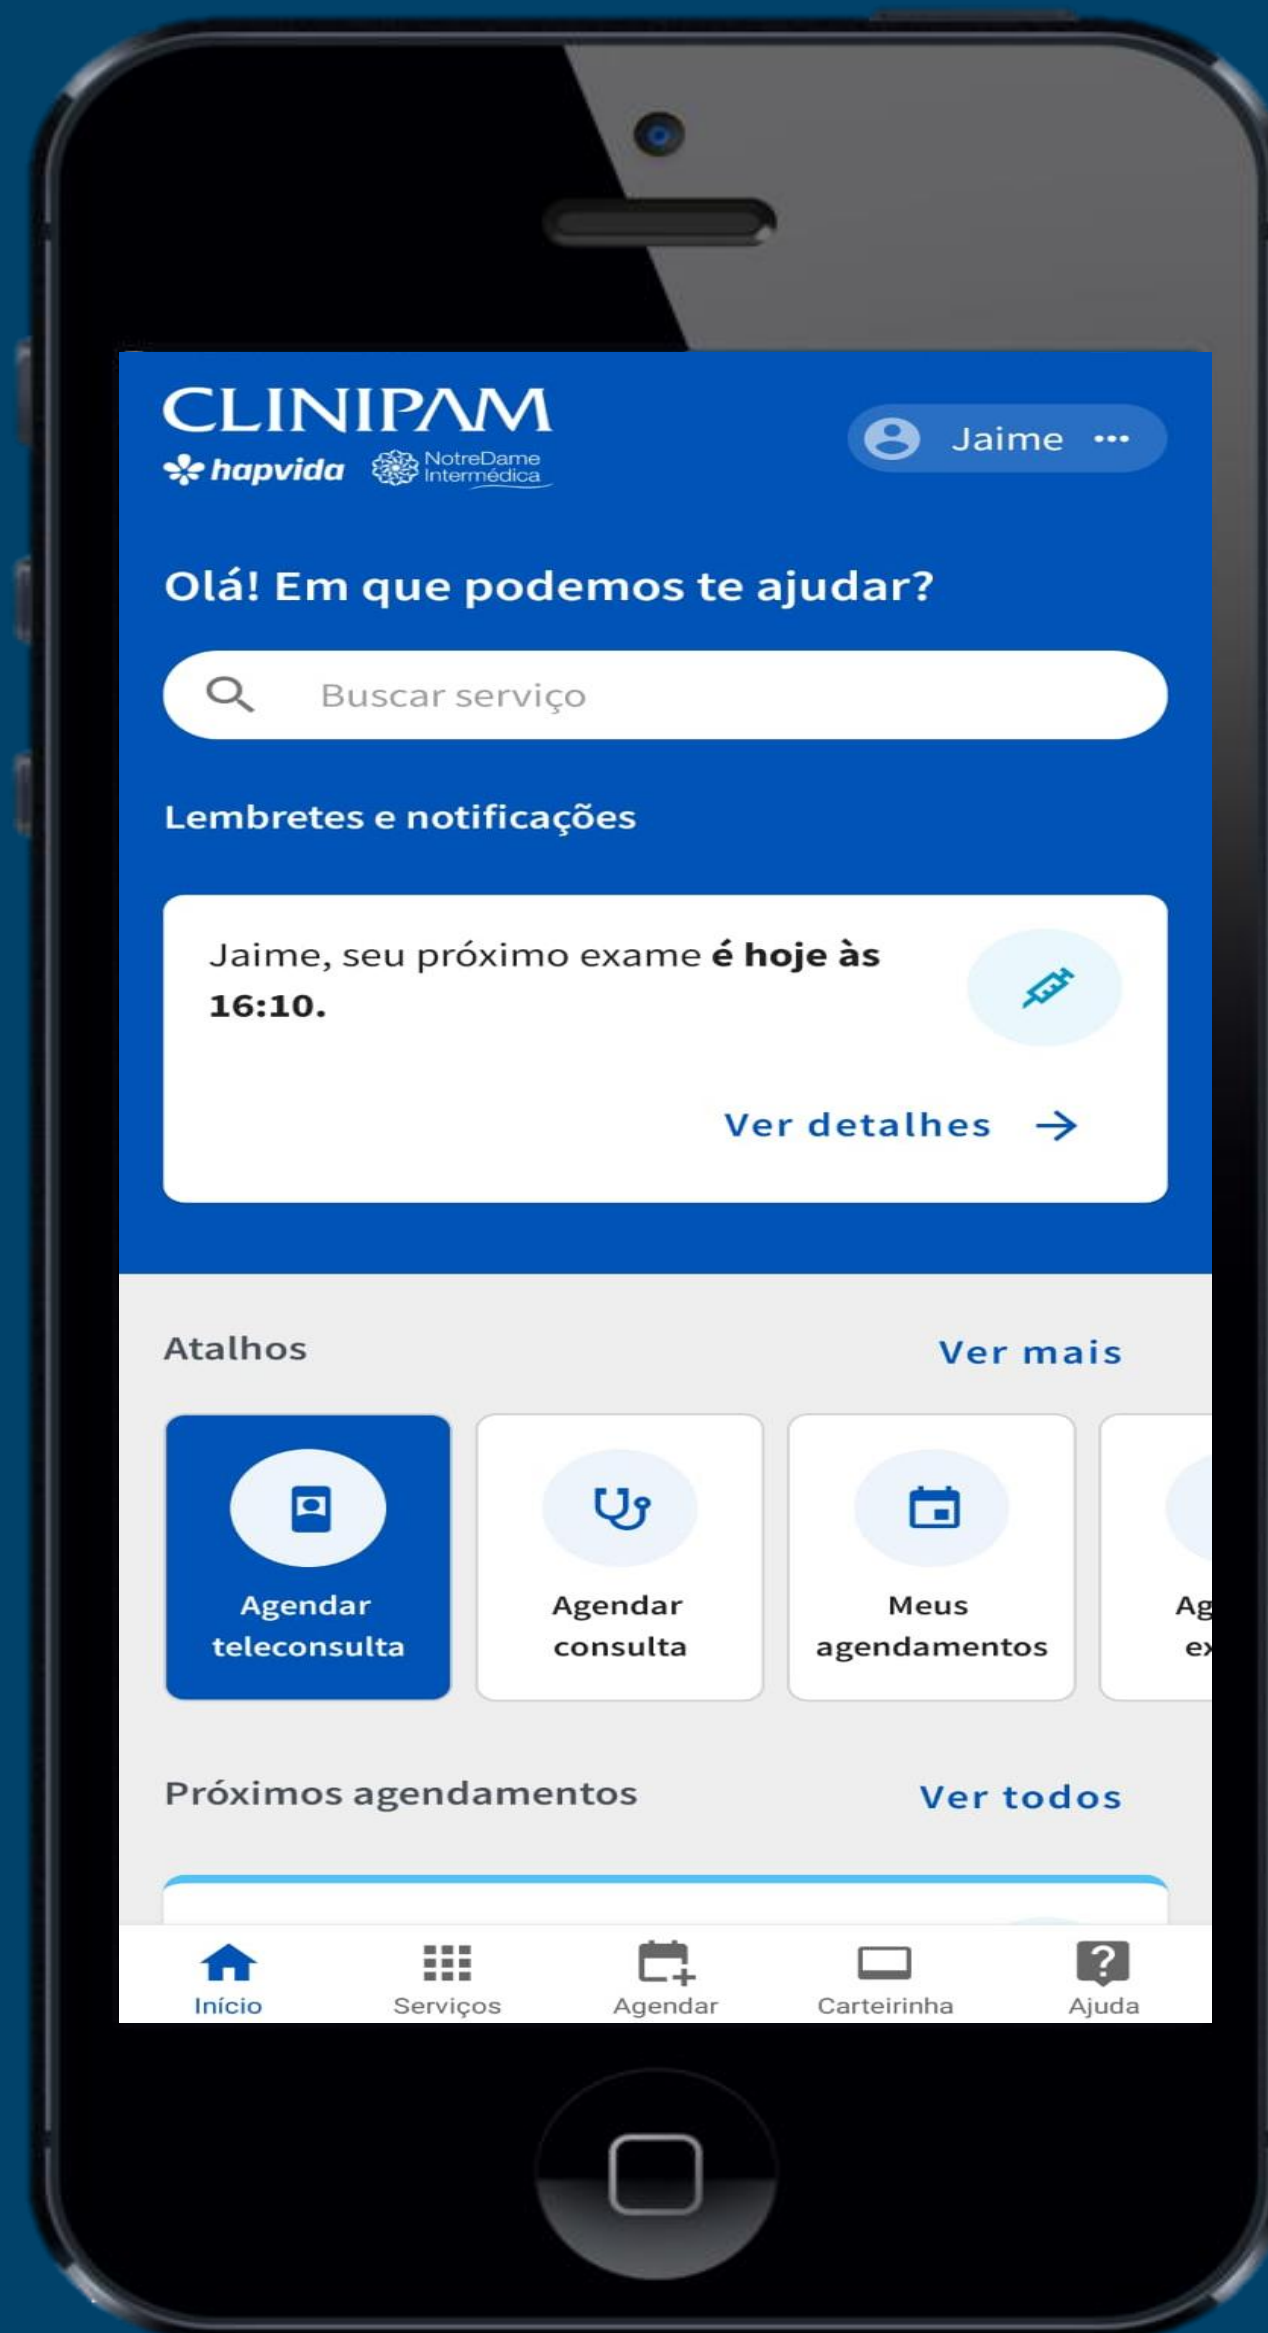 CLINIPAM
hapvida NotreDame
Intermédica
Jaime
Olá! Em que podemos te ajudar?
Buscar serviço
Lembretes e notificações
Jaime, seu próximo exame é hoje às
16:10.
Ver detalhes
Atalhos
Ver mais
Agendar
teleconsulta
Agendar
consulta
Meus
agendamentos
Ag
ex
Próximos agendamentos
Ver todos
Início
Serviços
Agendar
Carteirinha
Ajuda